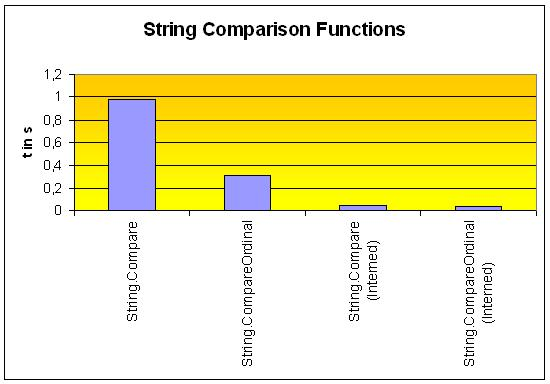 String Comparison Functions
1,2
1
0,8
0,6
0,4
0,2
0
t in s
String.Compare
String.CompareOrdinal
String.Compare
(Interned)
String.CompareOrdinal
(Interned)